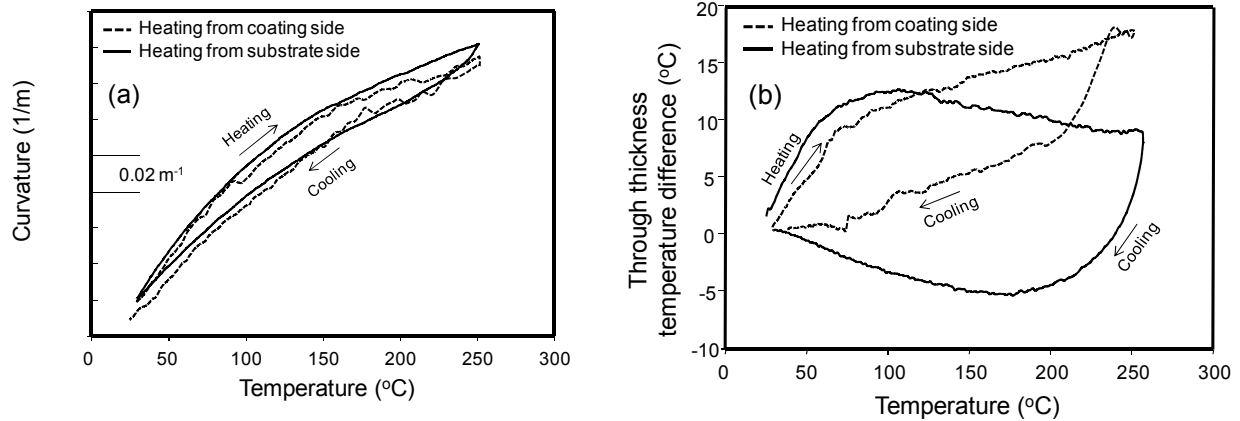 Curvature (1/m)
Heating from coating side
Heating from substrate side
(a)
Heating
Cooling
0.02 m⁻¹
0
50
100
150
200
250
300
Temperature (°C)
Through thickness
temperature difference (°C)
20
15
10
5
0
-5
-10
Heating from coating side
Heating from substrate side
(b)
Heating
Cooling
Cooling
0
50
100
150
200
250
300
Temperature (°C)